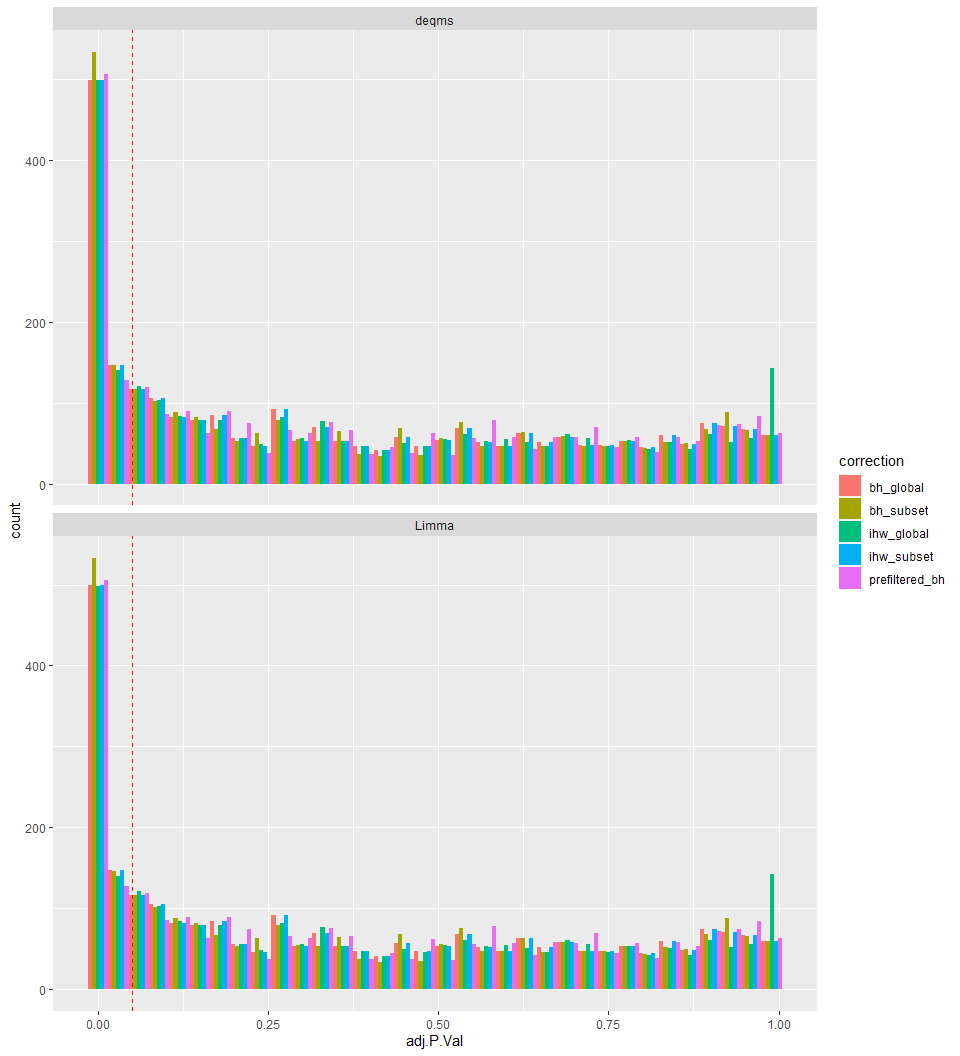 deqms
400
200
0
count
Limma
400
200
0
0.00 0.25 0.50 0.75 1.00
adj.P.Val
correction
bh_global
bh_subset
ihw_global
ihw_subset
prefiltered_bh